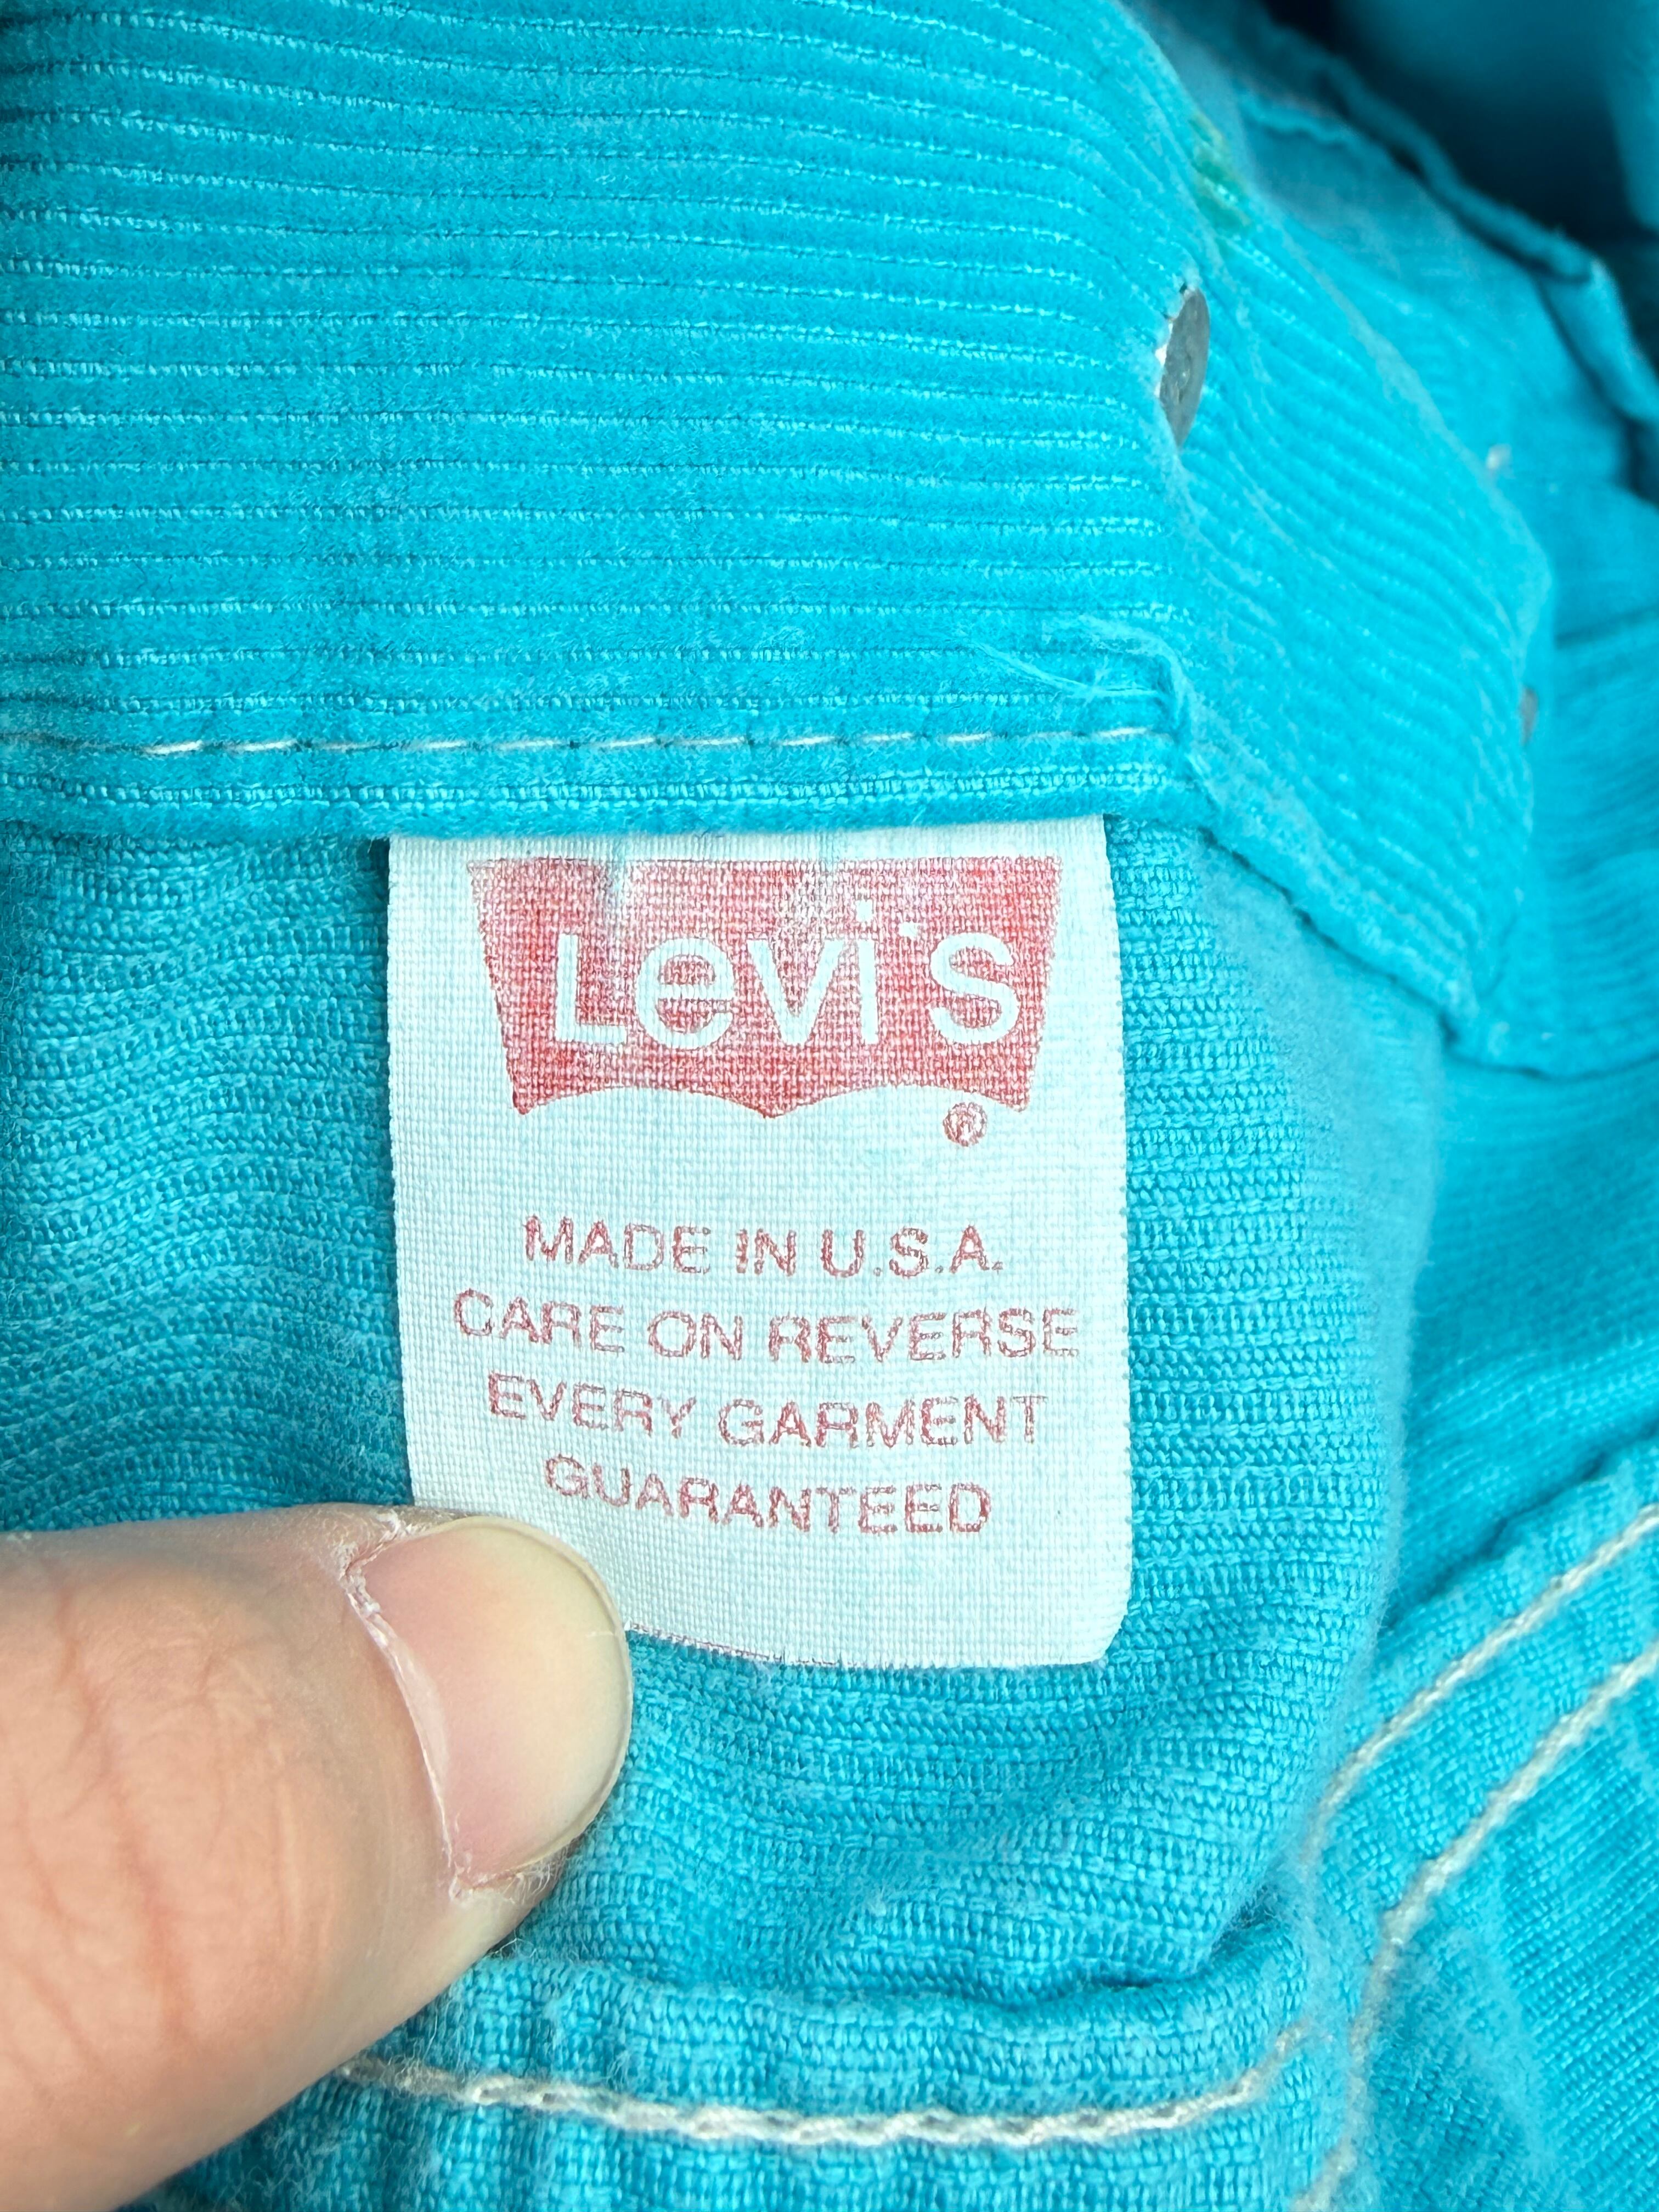 Levi's
®
MADE IN U.S.A.
CARE ON REVERSE
EVERY GARMENT
GUARANTEED